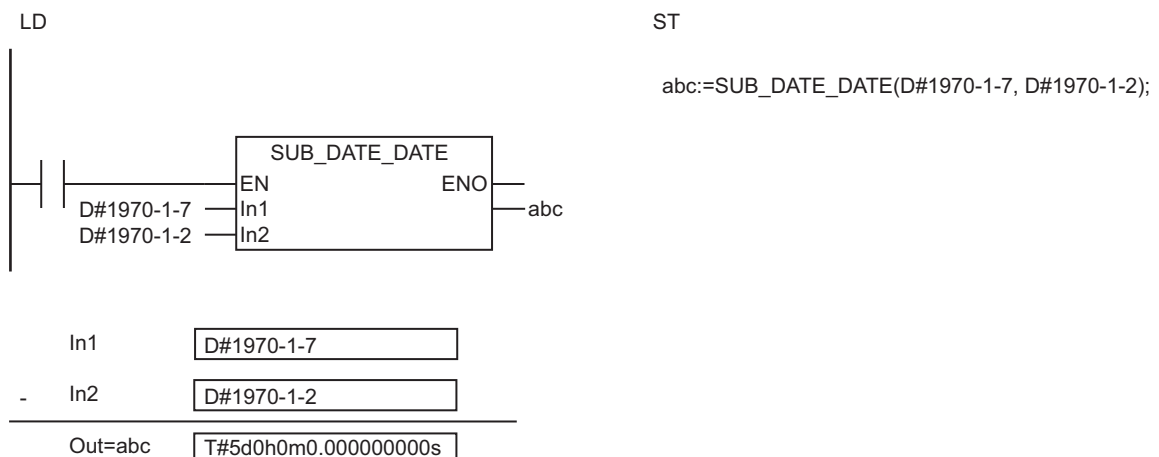 LD
ST
abc:=SUB_DATE_DATE(D#1970-1-7, D#1970-1-2);
SUB_DATE_DATE
EN ENO
D#1970-1-7 In1 abc
D#1970-1-2 In2
In1 D#1970-1-7
- In2 D#1970-1-2
Out=abc T#5d0h0m0.000000000s